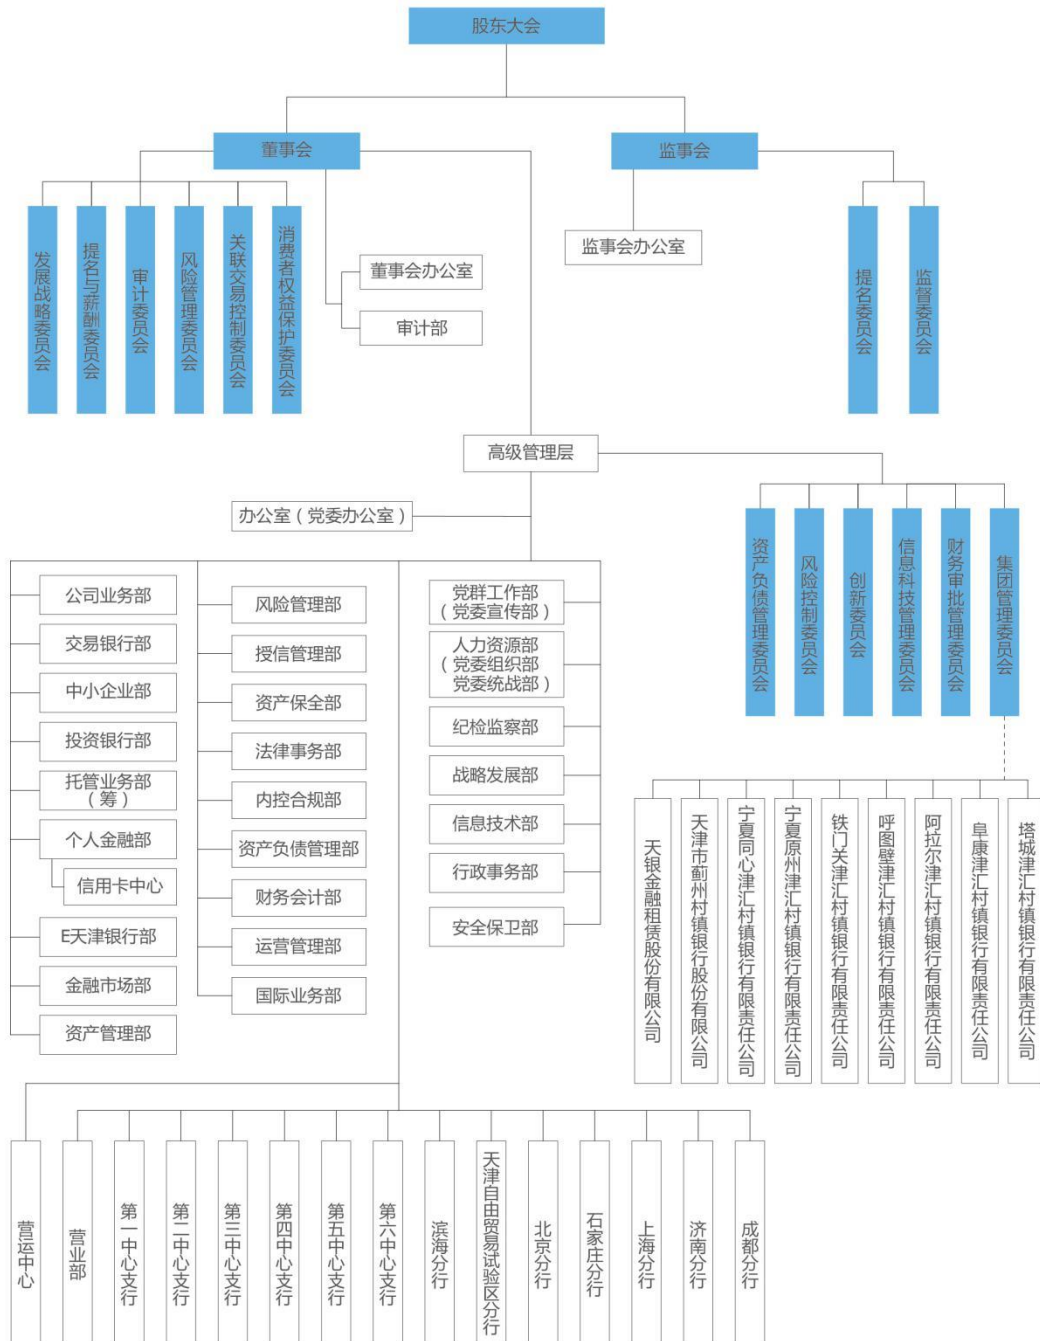 股东大会
董事会
监事会
发展战略委员会
提名与薪酬委员会
审计委员会
风险管理委员会
关联交易控制委员会
消费者权益保护委员会
董事会办公室
审计部
监事会办公室
提名委员会
监督委员会
高级管理层
办公室（党委办公室）
资产负债管理委员会
风险控制委员会
创新委员会
信息科技管理委员会
财务审批管理委员会
集团管理委员会
公司业务部
交易银行部
中小企业部
投资银行部
托管业务部
（筹）
个人金融部
信用卡中心
E天津银行部
金融市场部
资产管理部
风险管理部
授信管理部
资产保全部
法律事务部
内控合规部
资产负债管理部
财务会计部
运营管理部
国际业务部
党群工作部
（党委宣传部）
人力资源部
（党委组织部
党委统战部）
纪检监察部
战略发展部
信息技术部
行政事务部
安全保卫部
天银金融租赁股份有限公司
天津市蓟州村镇银行股份有限公司
宁夏同心津汇村镇银行有限责任公司
宁夏原州津汇村镇银行有限责任公司
铁门关津汇村镇银行有限责任公司
呼图壁津汇村镇银行有限责任公司
阿拉尔津汇村镇银行有限责任公司
阜康津汇村镇银行有限责任公司
塔城津汇村镇银行有限责任公司
营运中心
营业部
第一中心支行
第二中心支行
第三中心支行
第四中心支行
第五中心支行
第六中心支行
滨海分行
天津自由贸易试验区分行
北京分行
石家庄分行
上海分行
济南分行
成都分行